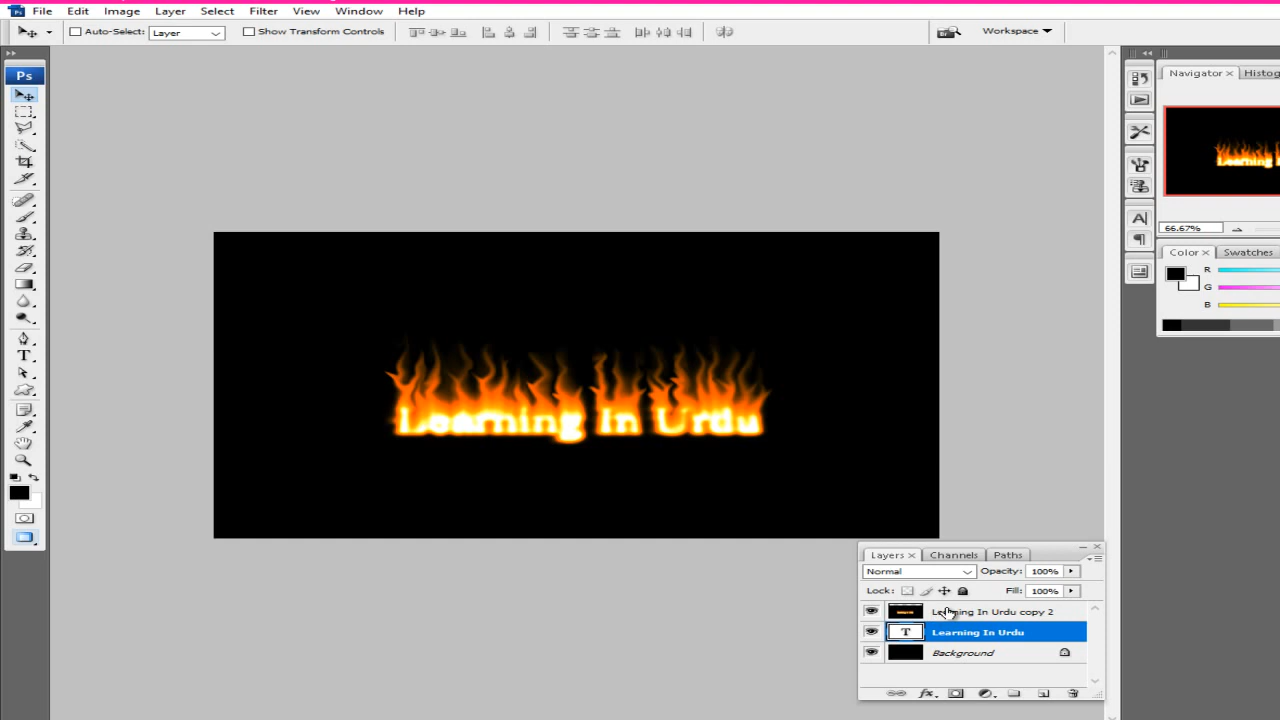 File Edit Image Layer Select Filter View Window Help
Auto-Select: Layer Show Transform Controls Workspace
Ps
Navigator Histog
Learning I
66.67%
Color Swatches
R
G
B
Learning In Urdu
Layers Channels Paths
Normal Opacity: 100%
Lock: Fill: 100%
Learning In Urdu copy 2
T Learning In Urdu
Background